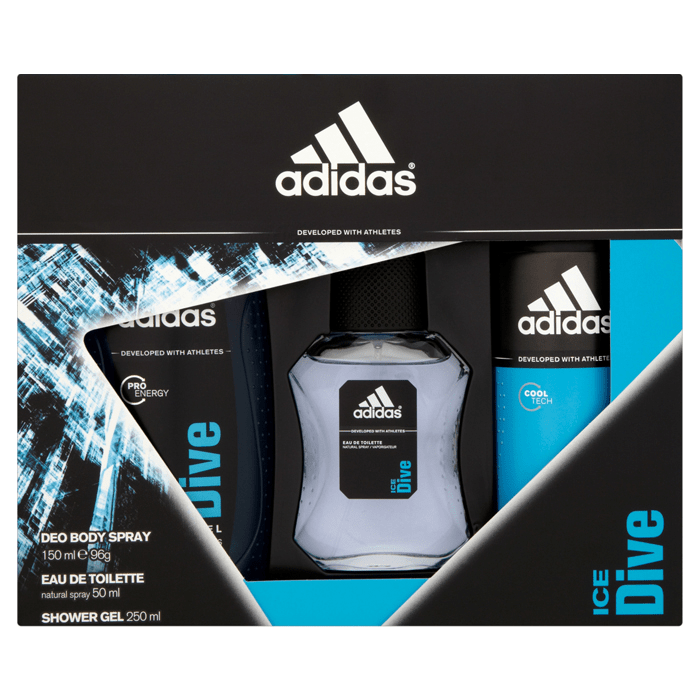 adidas®
DEVELOPED WITH ATHLETES
adidas
DEVELOPED WITH ATHLETES
PRO
ENERGY
Dive
DEO BODY SPRAY
150 ml e 96g
EAU DE TOILETTE
natural spray 50 ml
SHOWER GEL 250 ml
adidas
DEVELOPED WITH ATHLETES
EAU DE TOILETTE
NATURAL SPRAY / VAPORISATEUR
ICE
Dive
adidas
DEVELOPED WITH ATHLETES
COOL
TECH
ICE
Dive